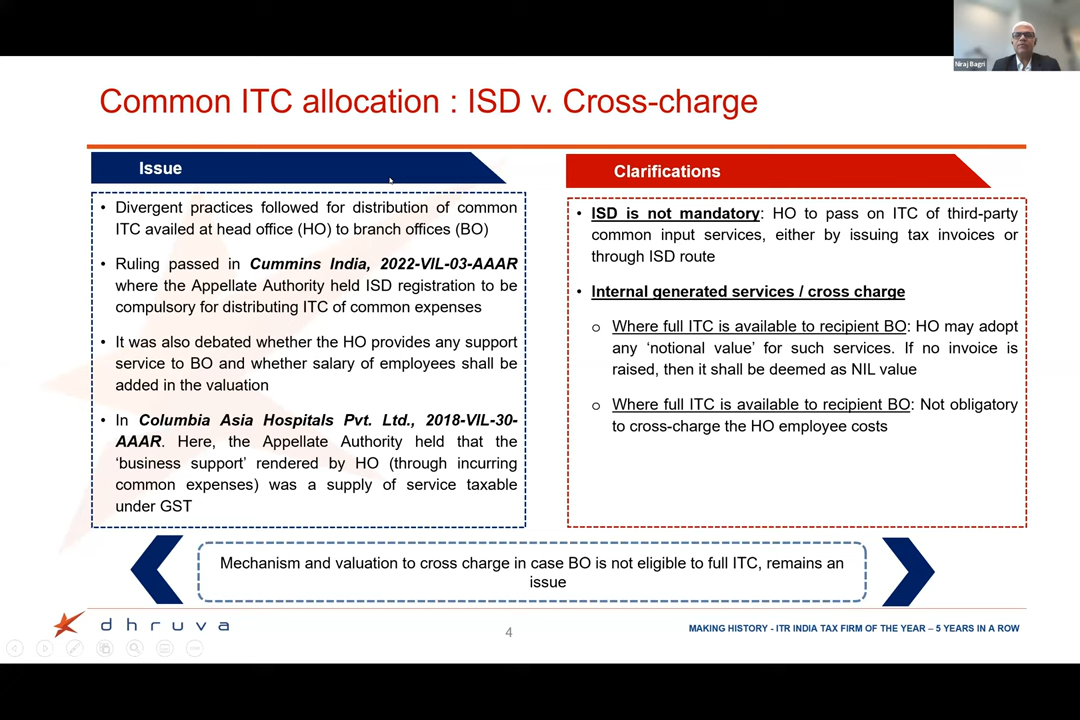 Niraj Bagri
Common ITC allocation : ISD v. Cross-charge
Issue
• Divergent practices followed for distribution of common
ITC availed at head office (HO) to branch offices (BO)
• Ruling passed in Cummins India, 2022-VIL-03-AAAR
where the Appellate Authority held ISD registration to be
compulsory for distributing ITC of common expenses
• It was also debated whether the HO provides any support
service to BO and whether salary of employees shall be
added in the valuation
• In Columbia Asia Hospitals Pvt. Ltd., 2018-VIL-30-
AAAR. Here, the Appellate Authority held that the
‘business support’ rendered by HO (through incurring
common expenses) was a supply of service taxable
under GST
Clarifications
• ISD is not mandatory: HO to pass on ITC of third-party
common input services, either by issuing tax invoices or
through ISD route
• Internal generated services / cross charge
o Where full ITC is available to recipient BO: HO may adopt
any ‘notional value’ for such services. If no invoice is
raised, then it shall be deemed as NIL value
o Where full ITC is available to recipient BO: Not obligatory
to cross-charge the HO employee costs
Mechanism and valuation to cross charge in case BO is not eligible to full ITC, remains an
issue
dhruva
4
MAKING HISTORY - ITR INDIA TAX FIRM OF THE YEAR – 5 YEARS IN A ROW